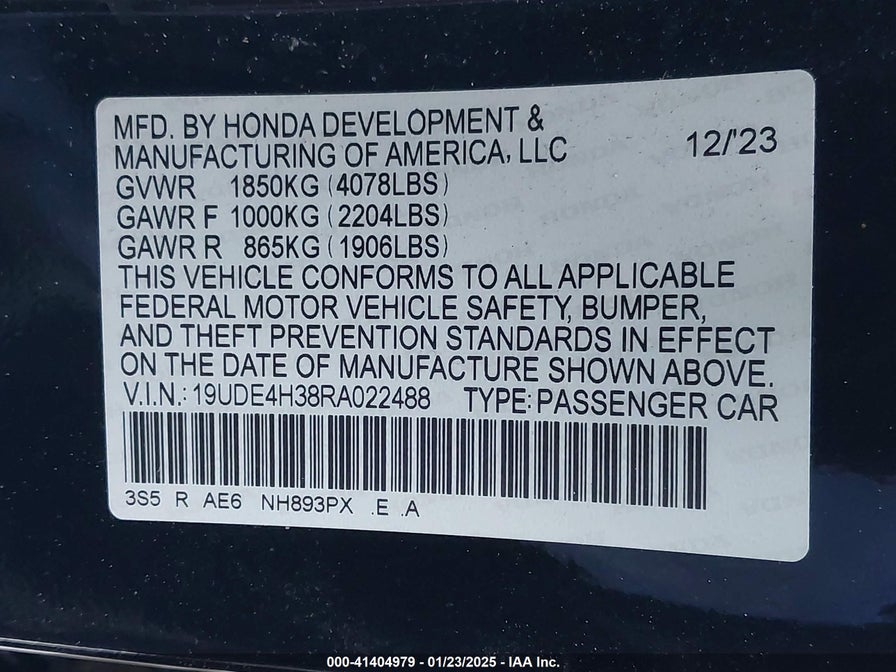 MFD. BY HONDA DEVELOPMENT &
MANUFACTURING OF AMERICA, LLC 12/'23
GVWR 1850KG (4078LBS)
GAWR F 1000KG (2204LBS)
GAWR R 865KG (1906LBS)
THIS VEHICLE CONFORMS TO ALL APPLICABLE
FEDERAL MOTOR VEHICLE SAFETY, BUMPER,
AND THEFT PREVENTION STANDARDS IN EFFECT
ON THE DATE OF MANUFACTURE SHOWN ABOVE.
V.I.N.: 19UDE4H38RA022488 TYPE: PASSENGER CAR
3S5 R AE6 NH893PX .E .A
000-41404979 - 01/23/2025 - IAA Inc.